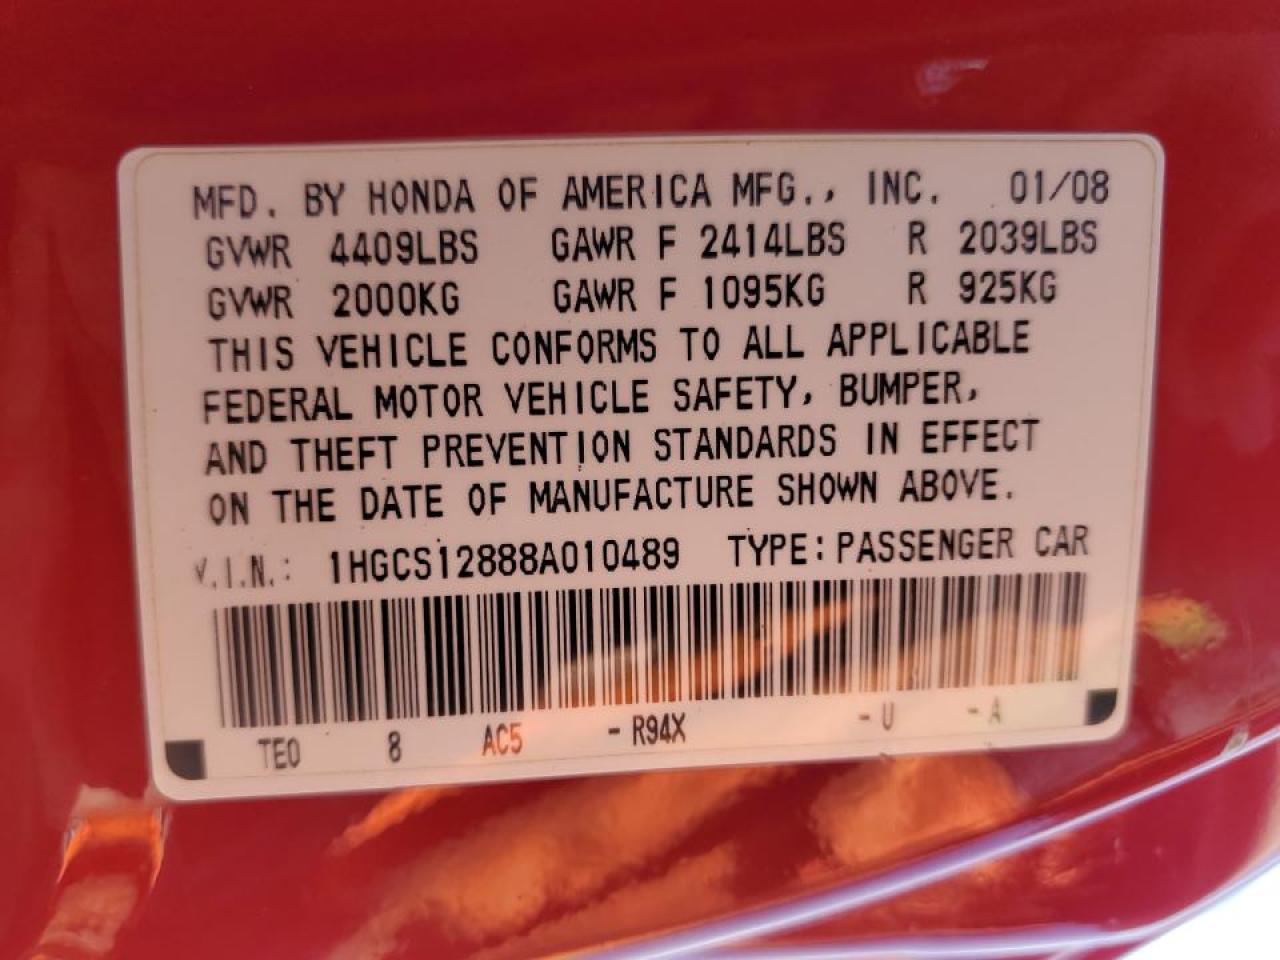 MFD. BY HONDA OF AMERICA MFG., INC. 01/08
GVWR 4409LBS GAWR F 2414LBS R 2039LBS
GVWR 2000KG GAWR F 1095KG R 925KG
THIS VEHICLE CONFORMS TO ALL APPLICABLE
FEDERAL MOTOR VEHICLE SAFETY, BUMPER,
AND THEFT PREVENTION STANDARDS IN EFFECT
ON THE DATE OF MANUFACTURE SHOWN ABOVE.
V.I.N.: 1HGCS12888A010489 TYPE: PASSENGER CAR
TE0 8 AC5 - R94X - U - A